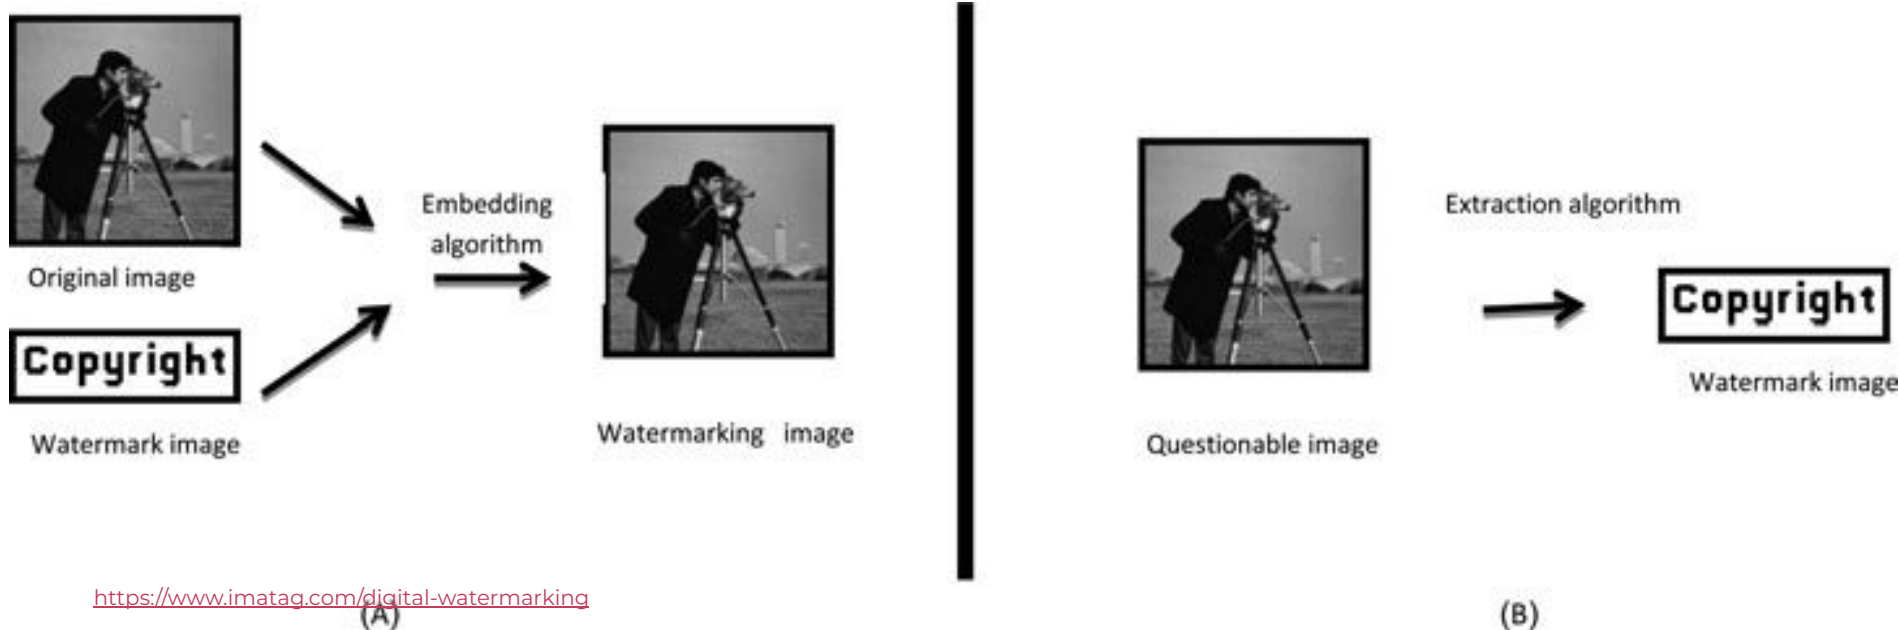 Original image
Copyright
Watermark image
Embedding
algorithm
Watermarking image
https://www.imatag.com/digital-watermarking
(A)
Questionable image
Extraction algorithm
Copyright
Watermark image
(B)